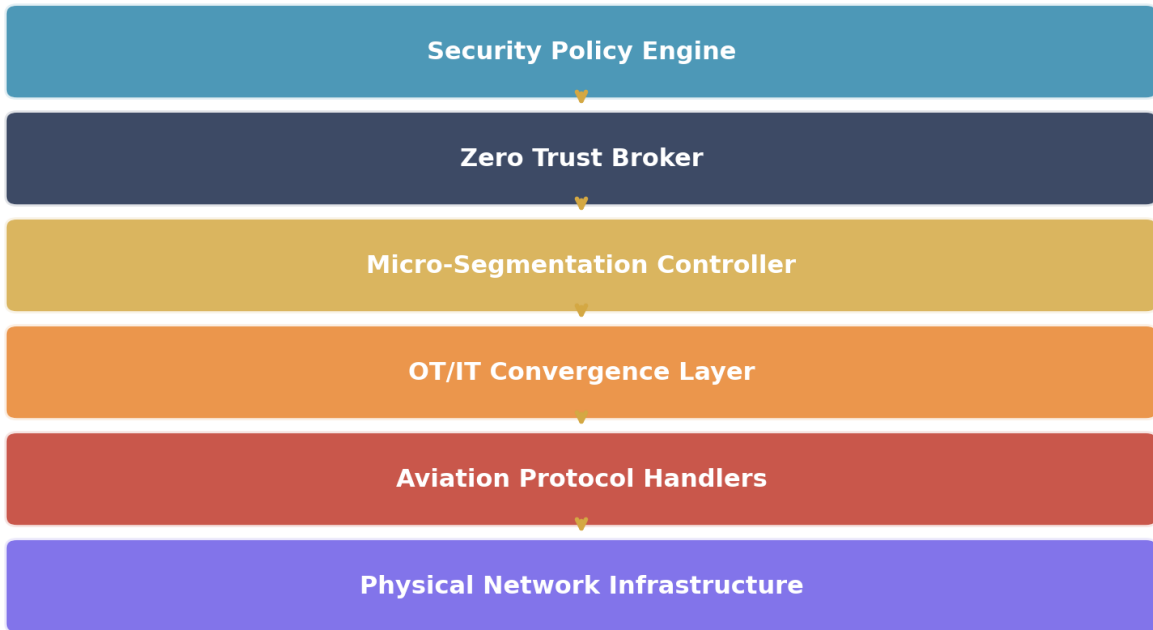 Security Policy Engine
Zero Trust Broker
Micro-Segmentation Controller
OT/IT Convergence Layer
Aviation Protocol Handlers
Physical Network Infrastructure